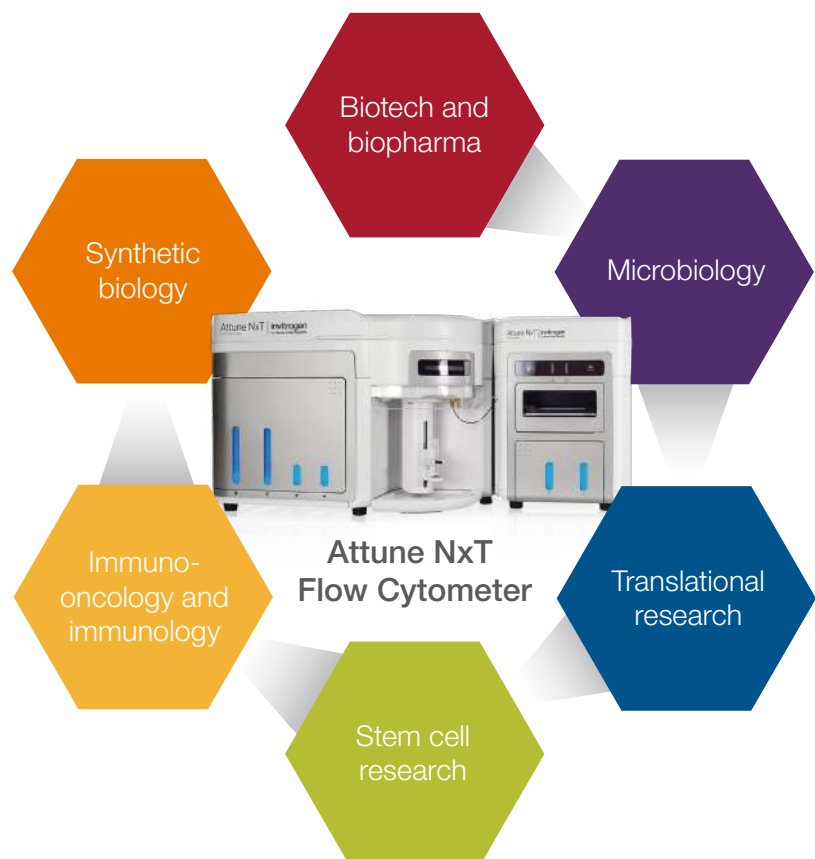 Biotech and
biopharma
Synthetic
biology
Microbiology
Attune NxT
invitrogen
Attune NxT
invitrogen
Immuno-
oncology and
immunology
Attune NxT
Flow Cytometer
Translational
research
Stem cell
research